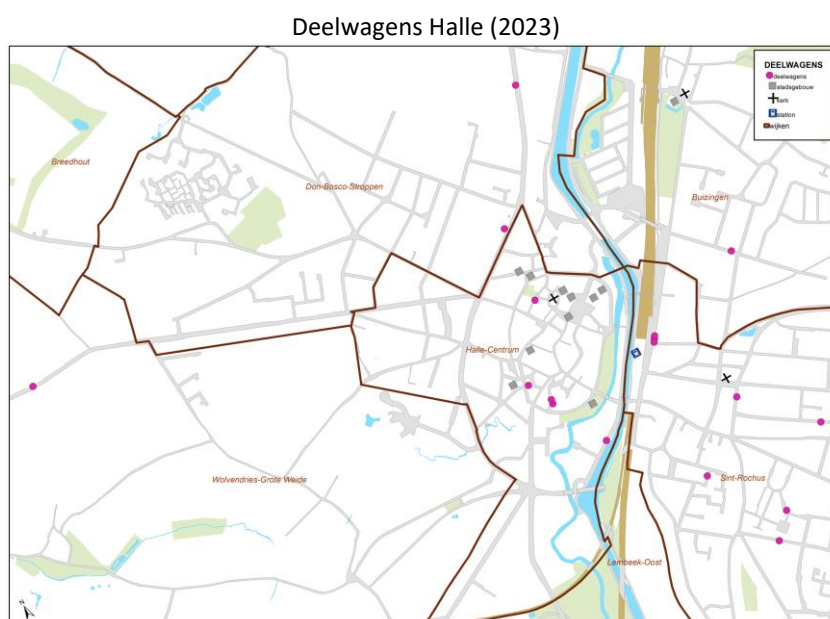 Deelwagens Halle (2023)
DEELWAGENS
deelwagens
stadsgebouw
kerk
station
wijken
Breedhout
Don-Bosco-Stroppen
Buizingen
Halle-Centrum
Wolvendries-Grote Weide
Sint-Rochus
Lembeek-Oost
N